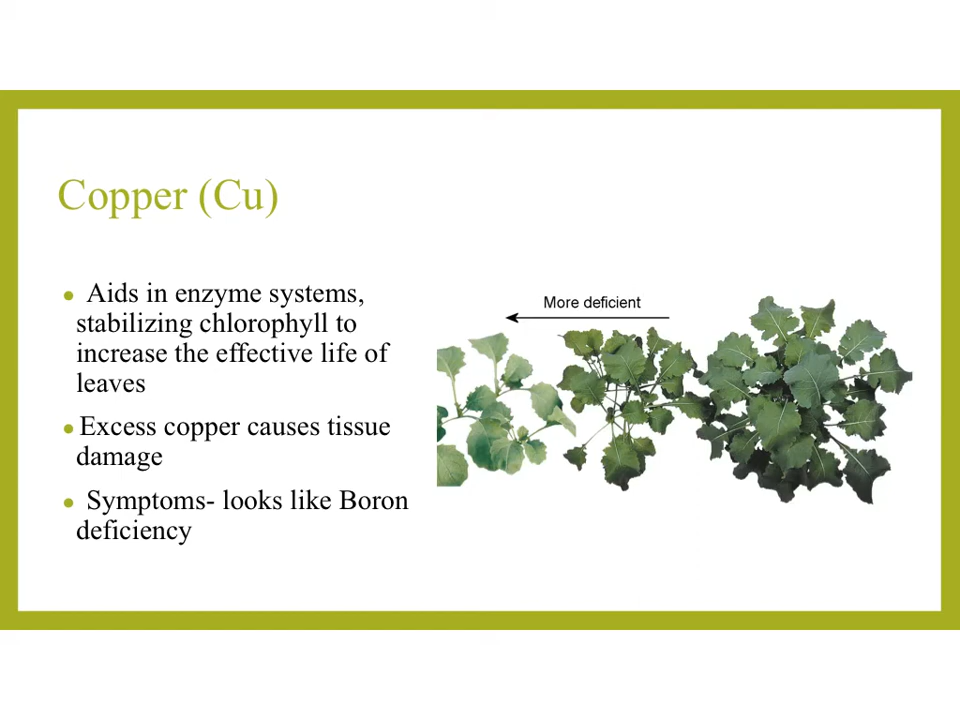 Copper (Cu)
• Aids in enzyme systems,
stabilizing chlorophyll to
increase the effective life of
leaves
•Excess copper causes tissue
damage
• Symptoms- looks like Boron
deficiency
More deficient